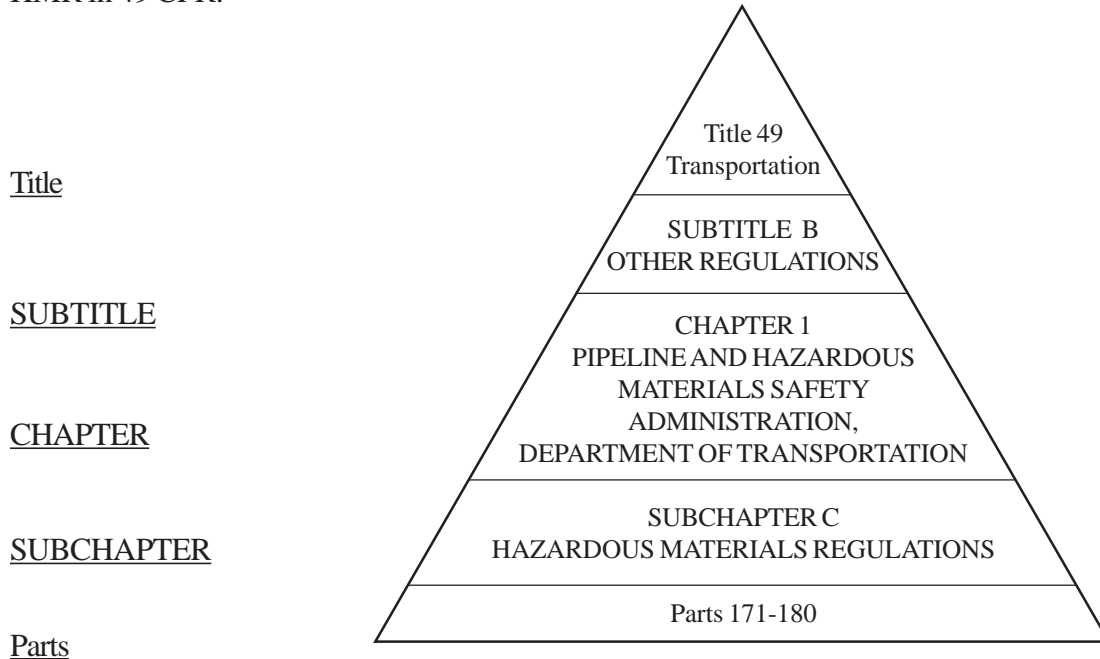 HMR in 49 CFR:
Title 49
Transportation
Title
SUBTITLE B
OTHER REGULATIONS
SUBTITLE
CHAPTER 1
PIPELINE AND HAZARDOUS
MATERIALS SAFETY
ADMINISTRATION,
DEPARTMENT OF TRANSPORTATION
CHAPTER
SUBCHAPTER C
HAZARDOUS MATERIALS REGULATIONS
SUBCHAPTER
Parts 171-180
Parts